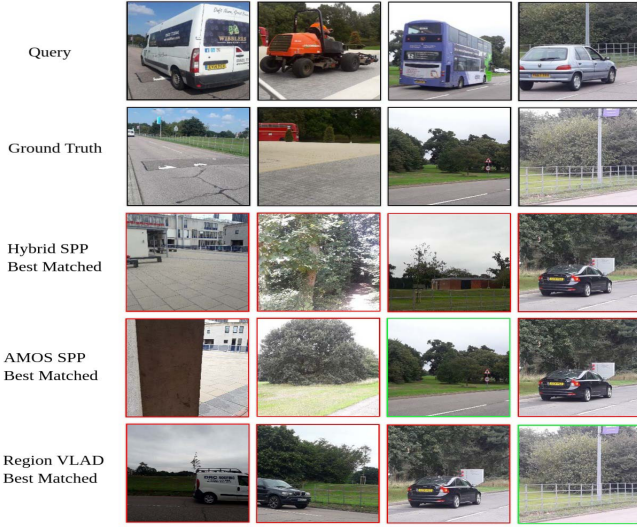 Query
Ground Truth
Hybrid SPP
Best Matched
AMOS SPP
Best Matched
Region VLAD
Best Matched